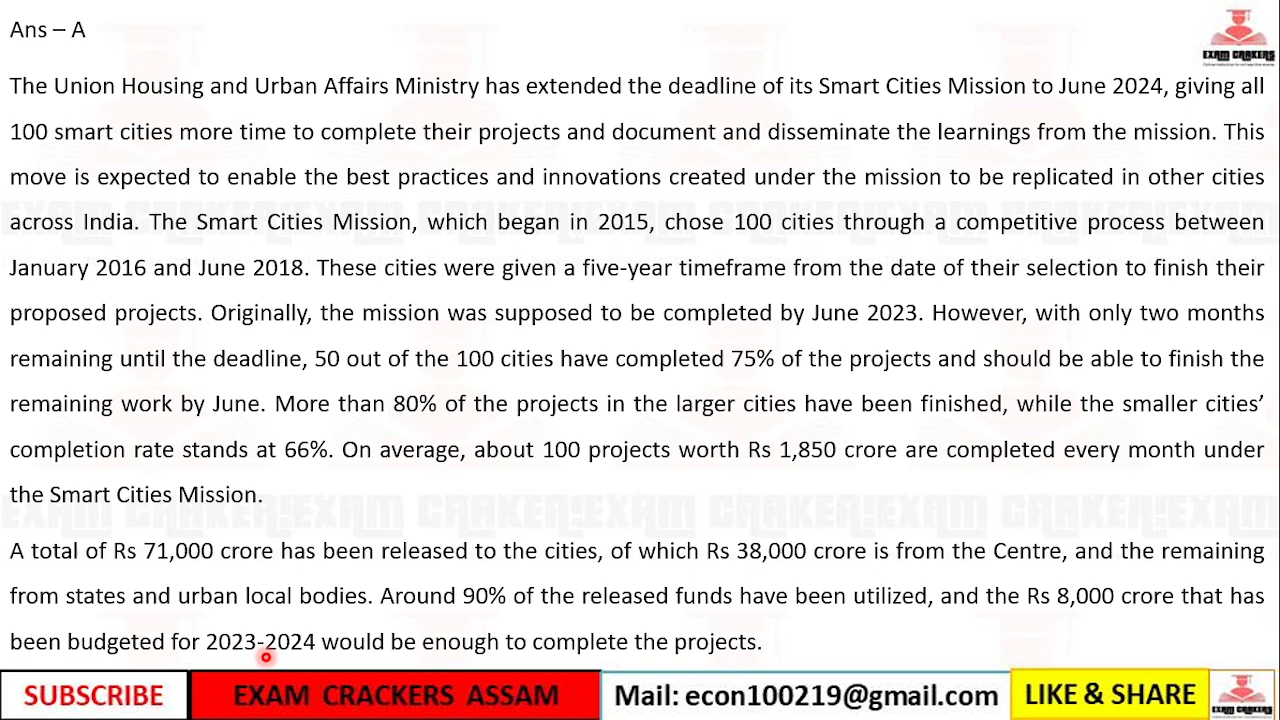 Ans – A
EXAM CRAKERS
The Union Housing and Urban Affairs Ministry has extended the deadline of its Smart Cities Mission to June 2024, giving all
100 smart cities more time to complete their projects and document and disseminate the learnings from the mission. This
move is expected to enable the best practices and innovations created under the mission to be replicated in other cities
across India. The Smart Cities Mission, which began in 2015, chose 100 cities through a competitive process between
January 2016 and June 2018. These cities were given a five-year timeframe from the date of their selection to finish their
proposed projects. Originally, the mission was supposed to be completed by June 2023. However, with only two months
remaining until the deadline, 50 out of the 100 cities have completed 75% of the projects and should be able to finish the
remaining work by June. More than 80% of the projects in the larger cities have been finished, while the smaller cities’
completion rate stands at 66%. On average, about 100 projects worth Rs 1,850 crore are completed every month under
the Smart Cities Mission.
A total of Rs 71,000 crore has been released to the cities, of which Rs 38,000 crore is from the Centre, and the remaining
from states and urban local bodies. Around 90% of the released funds have been utilized, and the Rs 8,000 crore that has
been budgeted for 2023-2024 would be enough to complete the projects.
SUBSCRIBE EXAM CRACKERS ASSAM Mail: econ100219@gmail.com LIKE & SHARE
EXAM CRAKERS